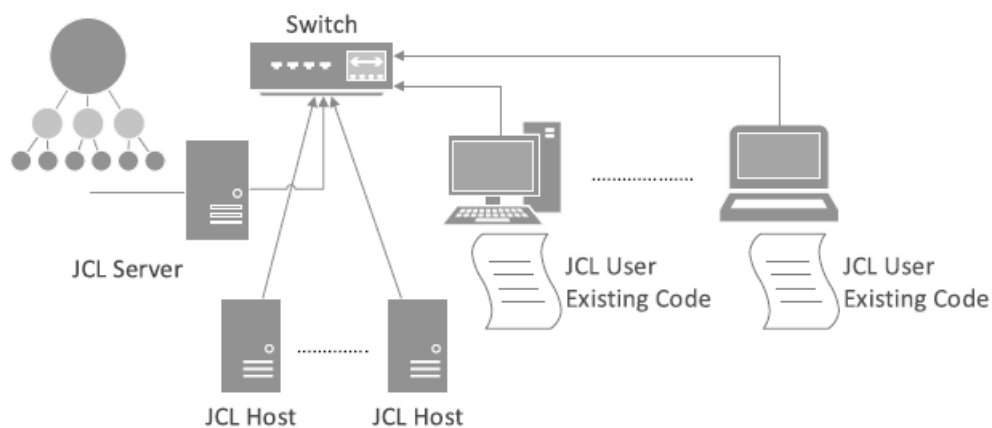 Switch
JCL Server
JCL User
Existing Code
JCL User
Existing Code
JCL Host
JCL Host